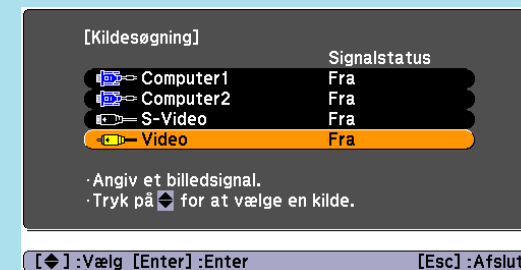 [Kildesøgning]
Signalstatus
Computer1 Fra
Computer2 Fra
S-Video Fra
Video Fra
·Angiv et billedsignal.
·Tryk på for at vælge en kilde.
[ ] :Vælg [Enter] :Enter [Esc] :Afslut